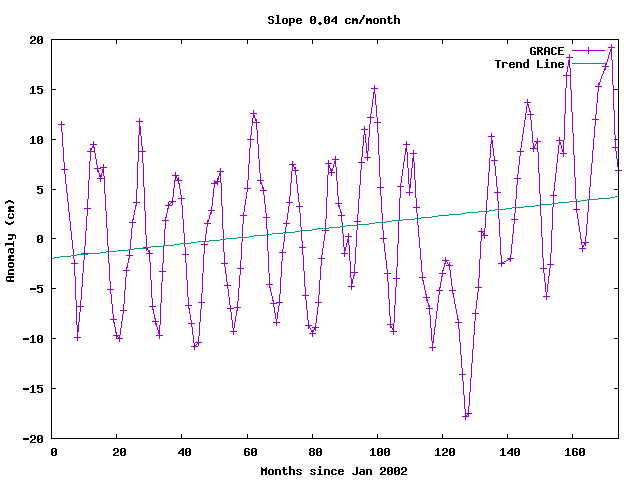 Slope 0.04 cm/month
GRACE
Trend Line
20
15
10
5
0
-5
-10
-15
-20
Anomaly (cm)
0 20 40 60 80 100 120 140 160
Months since Jan 2002